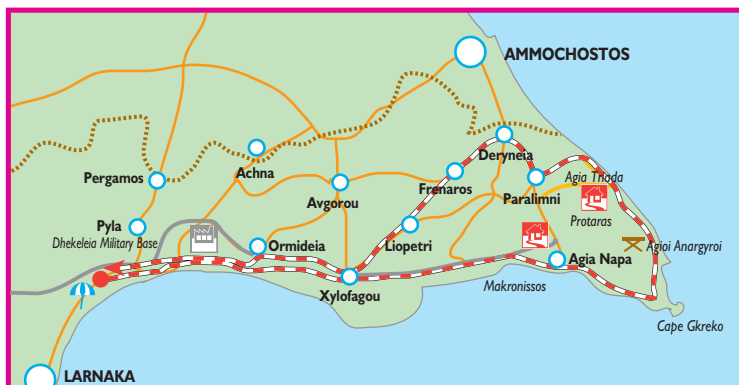 AMMOCHOSTOS
Deryneia
Achna
Agia Triada
Pergamos
Frenaros
Avgorou
Paralimni
Protaras
Pyla
Liopetri
Dhekeleia Military Base
Ormideia
Agioi Anargyroi
Agia Napa
Xylofagou
Makronissos
Cape Gkreko
LARNAKA